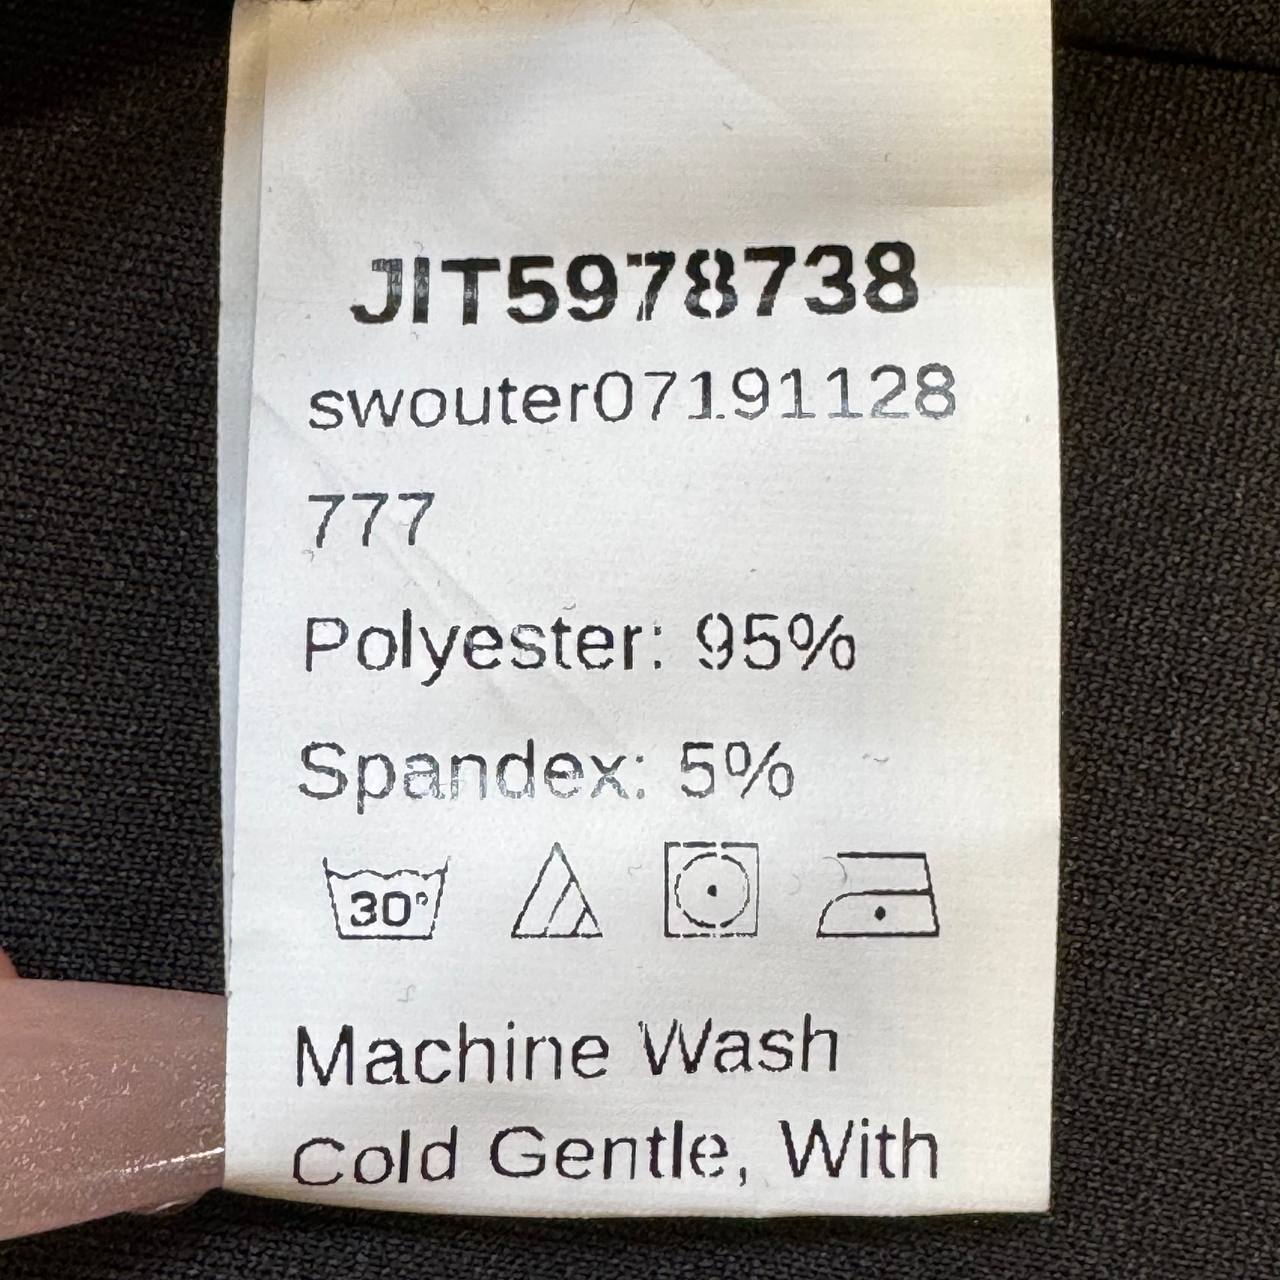 JIT5978738
swouter07191128
777
Polyester: 95%
Spandex: 5%
30°
Machine Wash
Cold Gentle, With